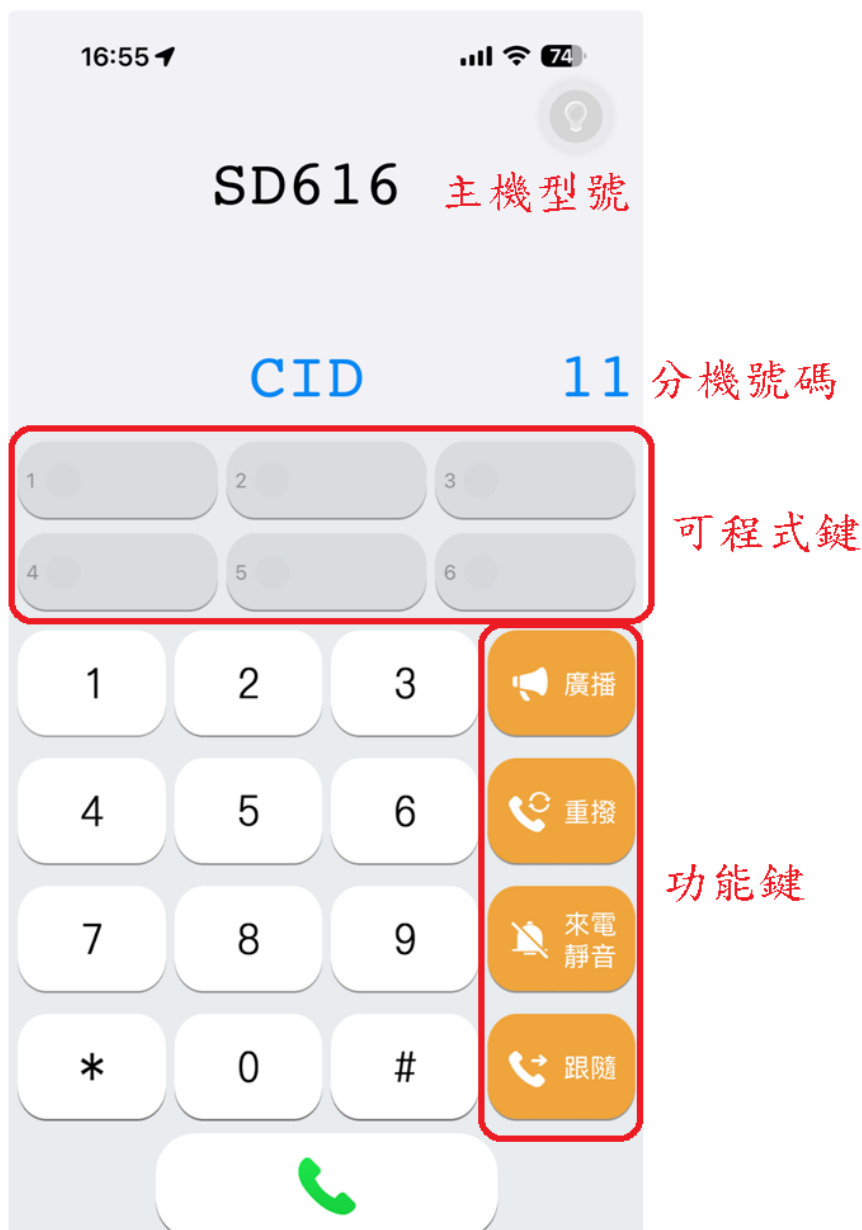 16:55 74
SD616 主機型號
CID 11 分機號碼
1 2 3
可程式鍵
4 5 6
1 2 3 廣播
4 5 6 重撥
功能鍵
7 8 9 來電
靜音
* 0 # 跟隨